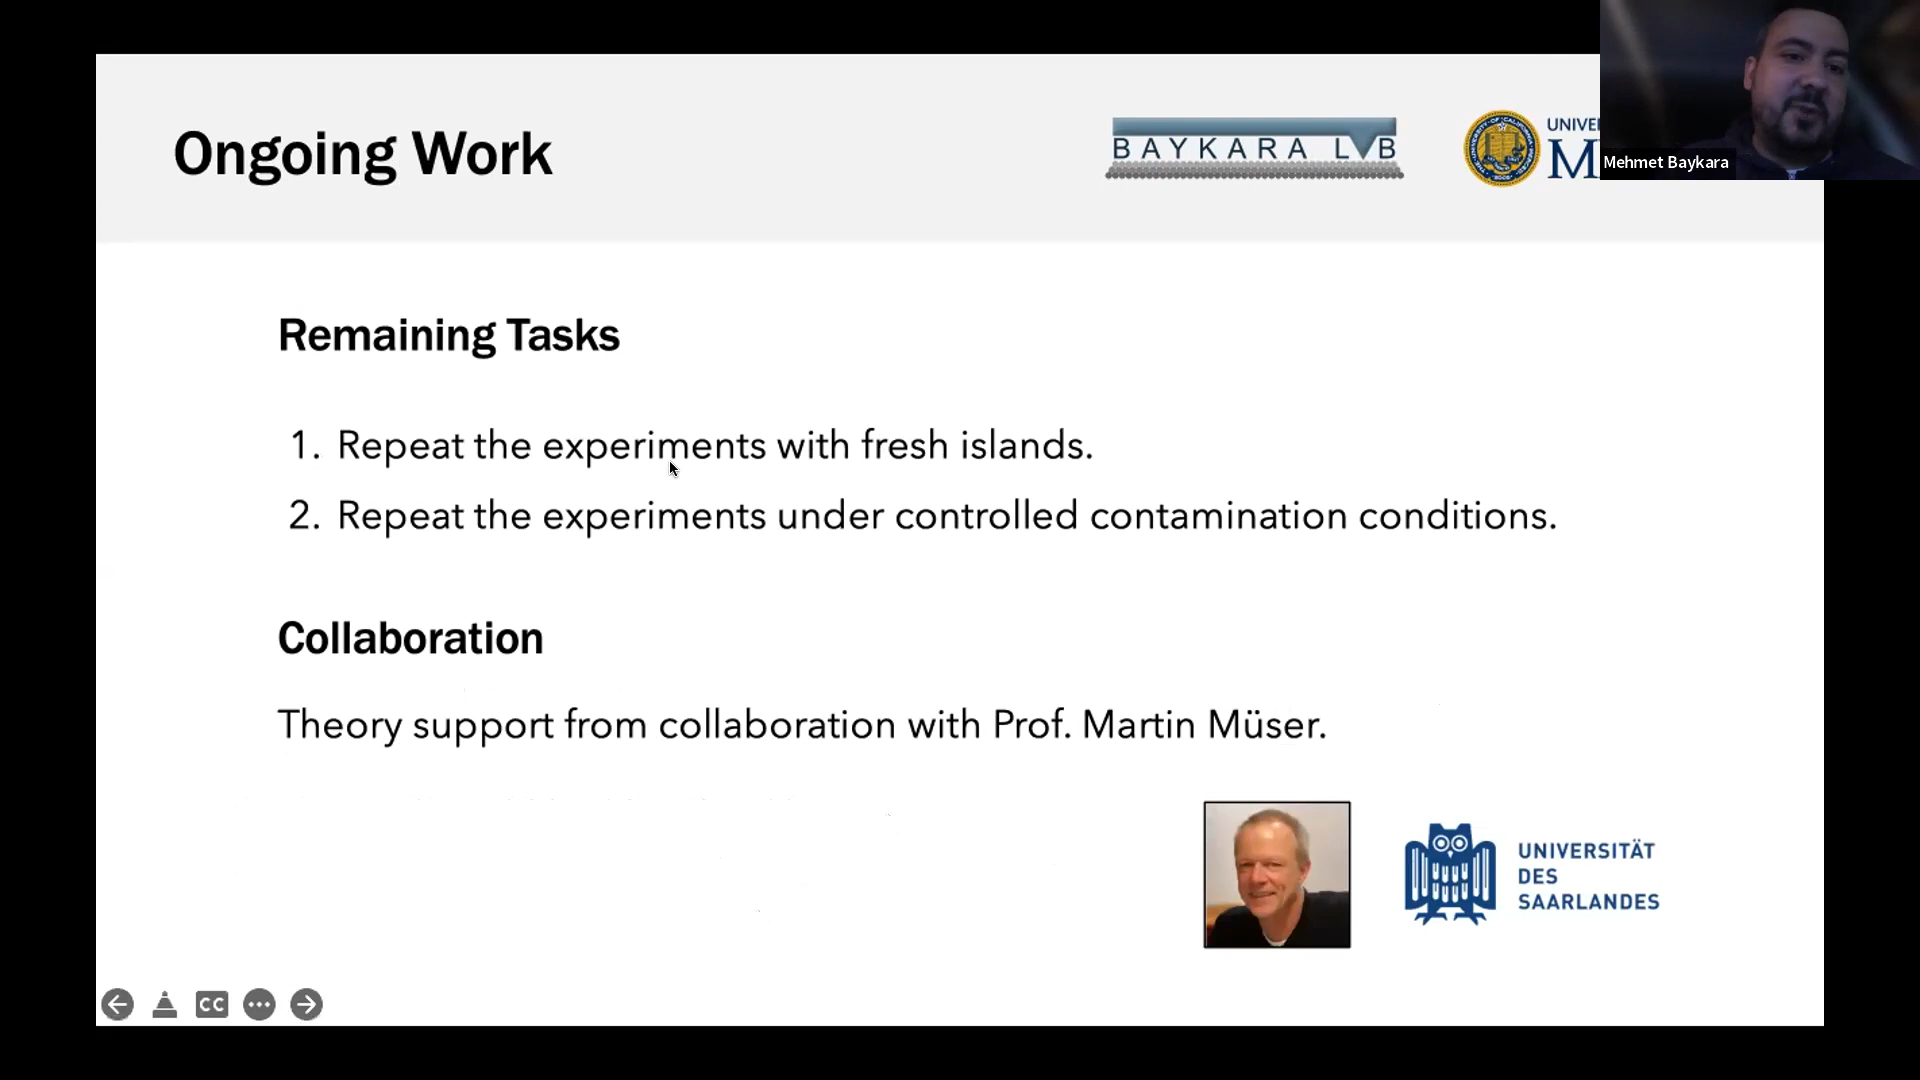 Ongoing Work
BAYKARA LAB
Mehmet Baykara
Remaining Tasks
1. Repeat the experiments with fresh islands.
2. Repeat the experiments under controlled contamination conditions.
Collaboration
Theory support from collaboration with Prof. Martin Müser.
UNIVERSITÄT
DES
SAARLANDES
CC